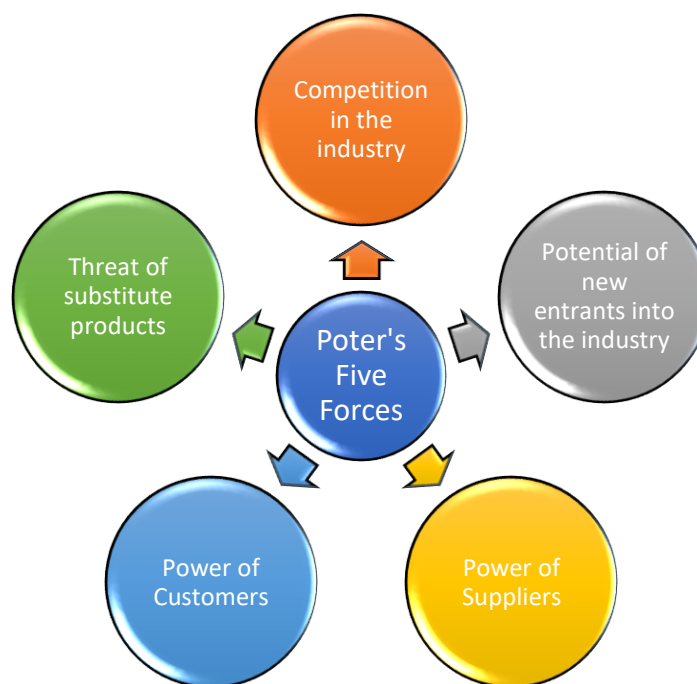 Competition
in the
industry
Potential of
new
entrants into
the industry
Power of
Suppliers
Power of
Customers
Threat of
substitute
products
Poter's
Five
Forces